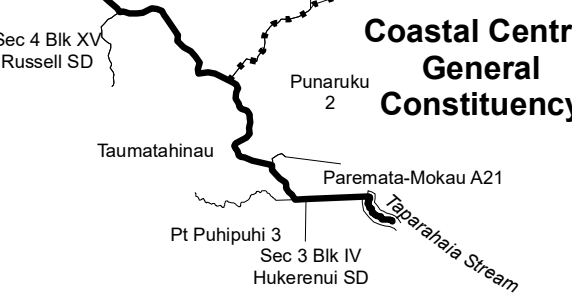 Coastal Centr
General
Constituency
Sec 4 Blk XV
Russell SD
Punaruku
2
Taumatahinau
Paremata-Mokau A21
Taparahaia Stream
Pt Puhipuhi 3
Sec 3 Blk IV
Hukerenui SD